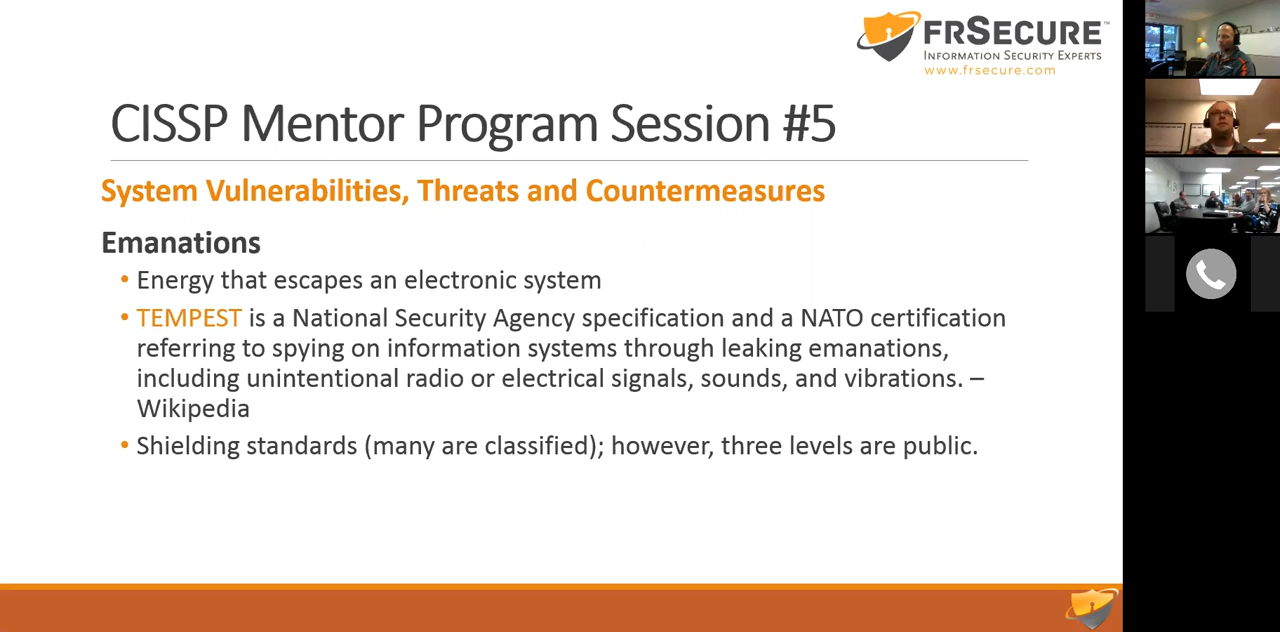 FRSECURE™
INFORMATION SECURITY EXPERTS
www.frsecure.com
CISSP Mentor Program Session #5
System Vulnerabilities, Threats and Countermeasures
Emanations
• Energy that escapes an electronic system
• TEMPEST is a National Security Agency specification and a NATO certification
referring to spying on information systems through leaking emanations,
including unintentional radio or electrical signals, sounds, and vibrations. –
Wikipedia
• Shielding standards (many are classified); however, three levels are public.